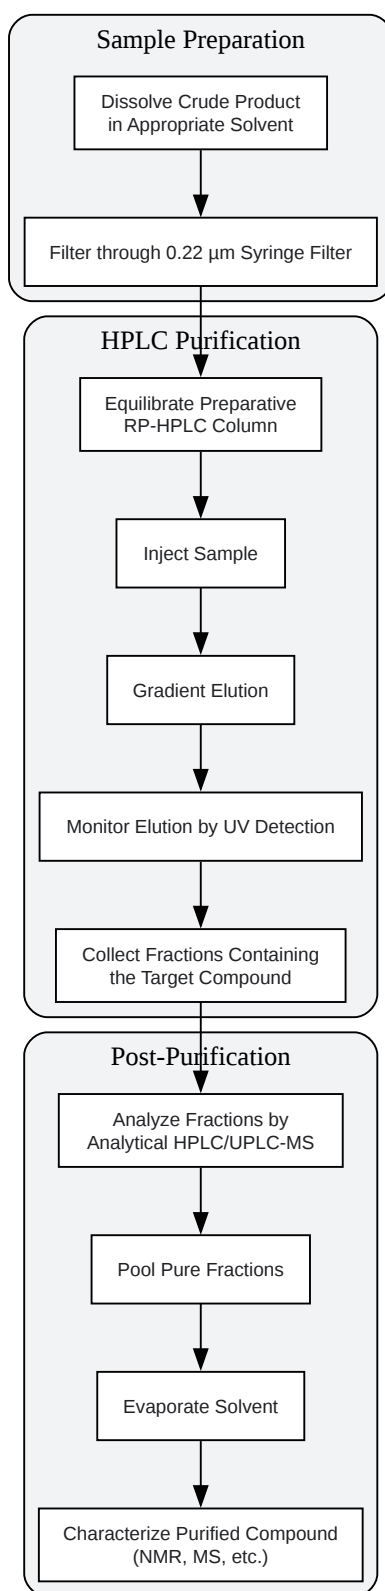 Sample Preparation
Dissolve Crude Product
in Appropriate Solvent
Filter through 0.22 µm Syringe Filter
HPLC Purification
Equilibrate Preparative
RP-HPLC Column
Inject Sample
Gradient Elution
Monitor Elution by UV Detection
Collect Fractions Containing
the Target Compound
Post-Purification
Analyze Fractions by
Analytical HPLC/UPLC-MS
Pool Pure Fractions
Evaporate Solvent
Characterize Purified Compound
(NMR, MS, etc.)